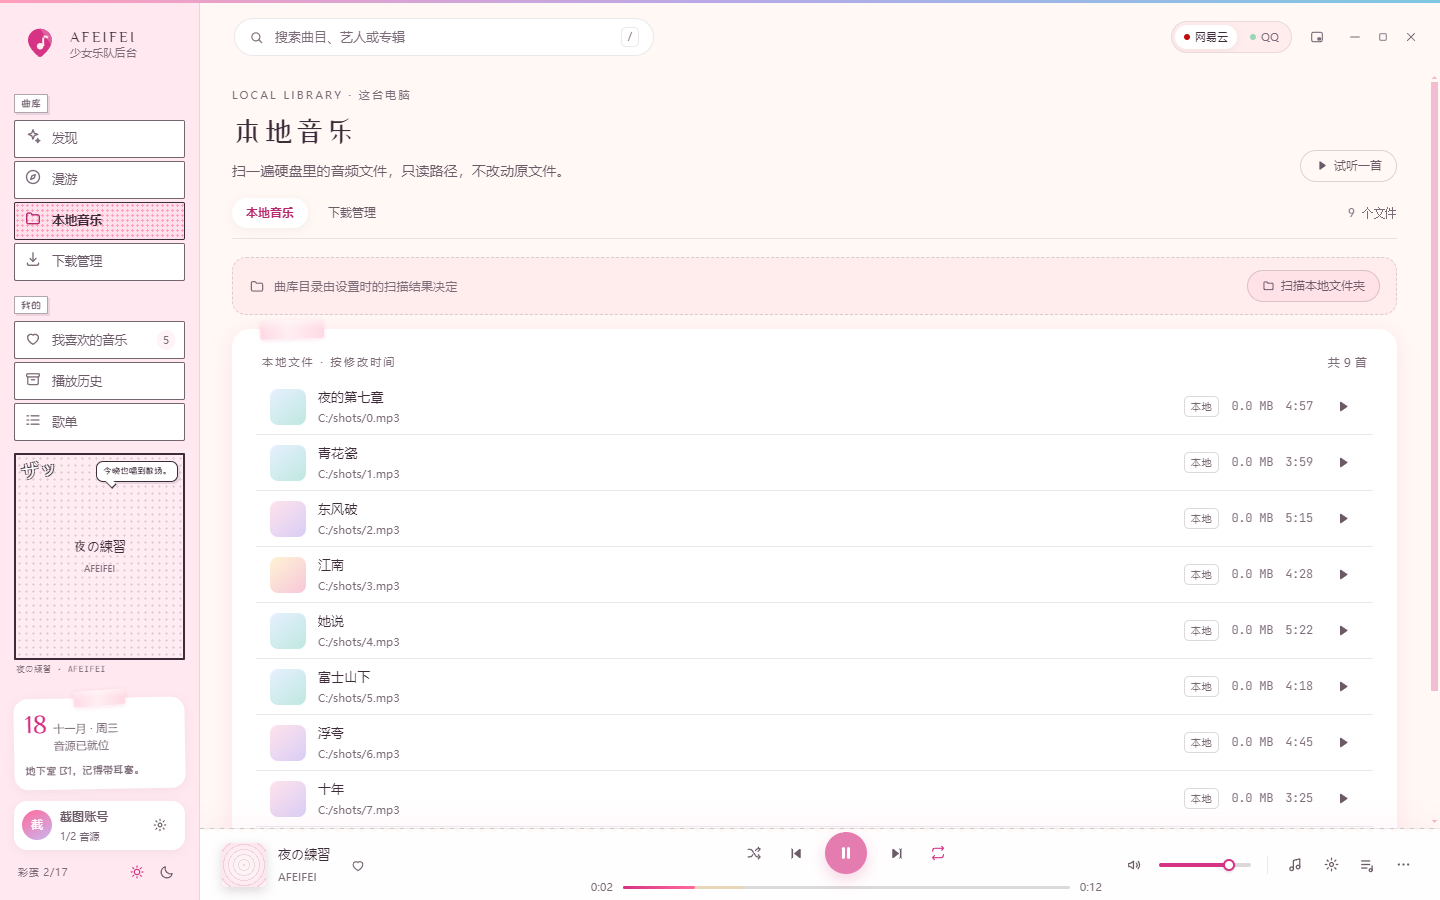 AFEIFEI
少女乐队后台
搜索曲目、艺人或专辑
/
网易云
QQ
曲库
发现
漫游
本地音乐
下载管理
我的
我喜欢的音乐
5
播放历史
歌单
ザッ
今晚也唱到散场。
夜の練習
AFEIFEI
夜の練習 · AFEIFEI
18
十一月 · 周三
音源已就位
地下室 B1，记得带耳塞。
截
截图账号
1/2 音源
彩蛋 2/17
LOCAL LIBRARY · 这台电脑
本地音乐
扫一遍硬盘里的音频文件，只读路径，不改动原文件。
试听一首
本地音乐
下载管理
9 个文件
曲库目录由设置时的扫描结果决定
扫描本地文件夹
本地文件 · 按修改时间
共 9 首
夜的第七章
C:/shots/0.mp3
本地 0.0 MB 4:57
青花瓷
C:/shots/1.mp3
本地 0.0 MB 3:59
东风破
C:/shots/2.mp3
本地 0.0 MB 5:15
江南
C:/shots/3.mp3
本地 0.0 MB 4:28
她说
C:/shots/4.mp3
本地 0.0 MB 5:22
富士山下
C:/shots/5.mp3
本地 0.0 MB 4:18
浮夸
C:/shots/6.mp3
本地 0.0 MB 4:45
十年
C:/shots/7.mp3
本地 0.0 MB 3:25
夜の練習
AFEIFEI
0:02
0:12